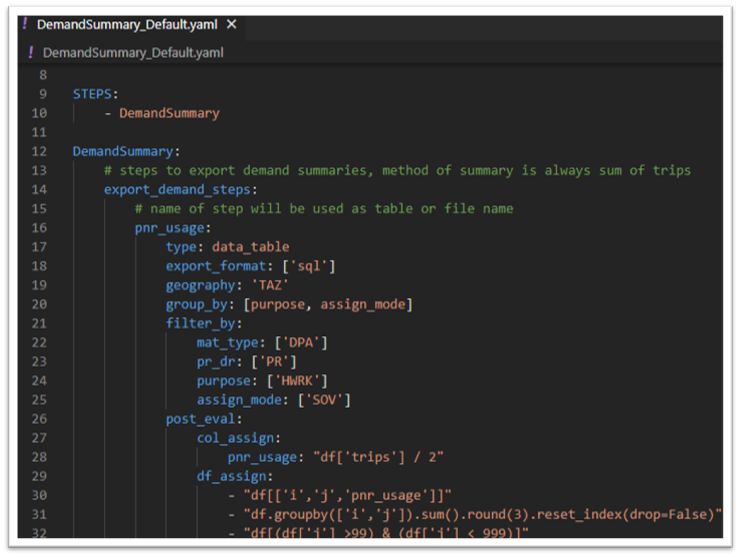 ! DemandSummary_Default.yaml ×
! DemandSummary_Default.yaml
8
9 STEPS:
10 - DemandSummary
11
12 DemandSummary:
13 # steps to export demand summaries, method of summary is always sum of trips
14 export_demand_steps:
15 # name of step will be used as table or file name
16 pnr_usage:
17 type: data_table
18 export_format: ['sql']
19 geography: 'TAZ'
20 group_by: [purpose, assign_mode]
21 filter_by:
22 mat_type: ['DPA']
23 pr_dr: ['PR']
24 purpose: ['HWRK']
25 assign_mode: ['SOV']
26 post_eval:
27 col_assign:
28 pnr_usage: "df['trips'] / 2"
29 df_assign:
30 - "df[['i','j','pnr_usage']]"
31 - "df.groupby(['i','j']).sum().round(3).reset_index(drop=False)"
32 - "df[(df['j'] >99) & (df['j'] < 999)]"